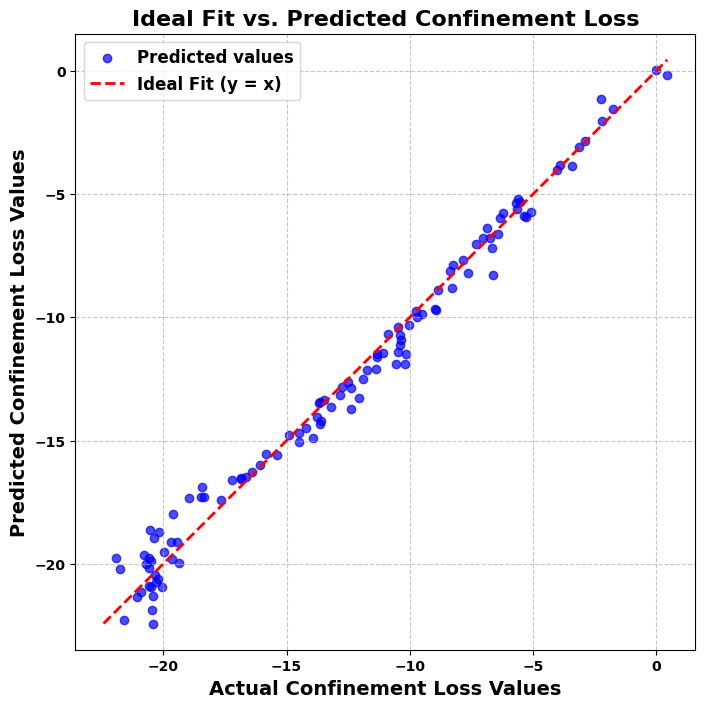 Ideal Fit vs. Predicted Confinement Loss
Predicted values
Ideal Fit (y = x)
Predicted Confinement Loss Values
0
−5
−10
−15
−20
−20
−15
−10
−5
0
Actual Confinement Loss Values